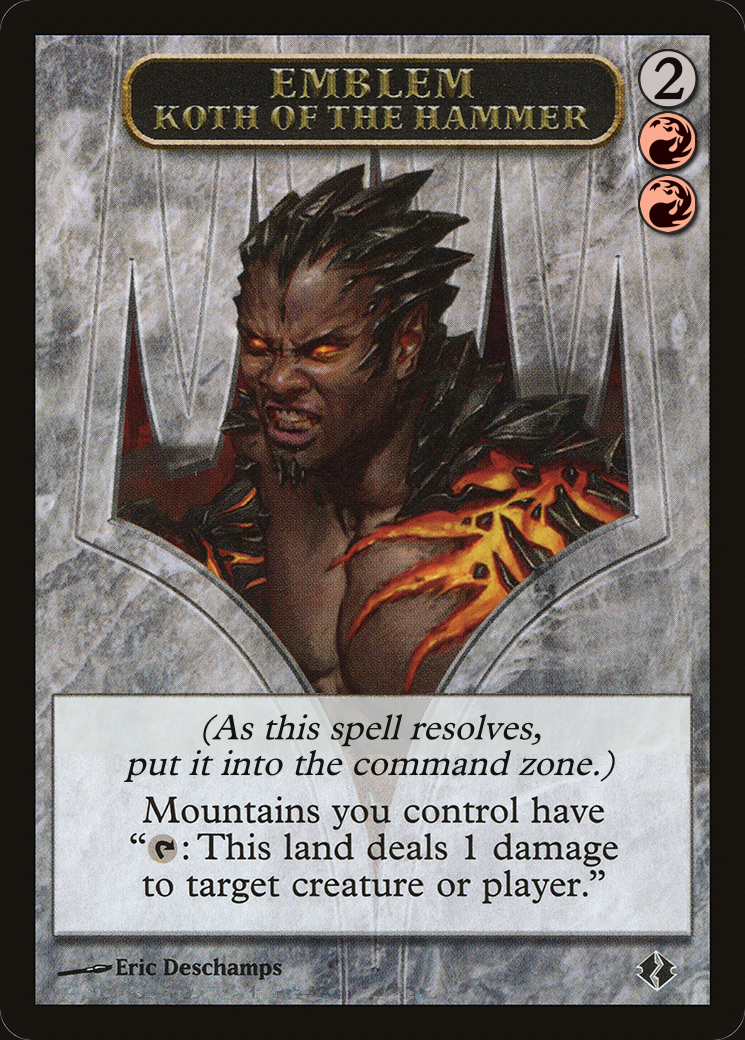 EMBLEM
KOTH OF THE HAMMER
2
(As this spell resolves,
put it into the command zone.)
Mountains you control have
“: This land deals 1 damage
to target creature or player.”
Eric Deschamps